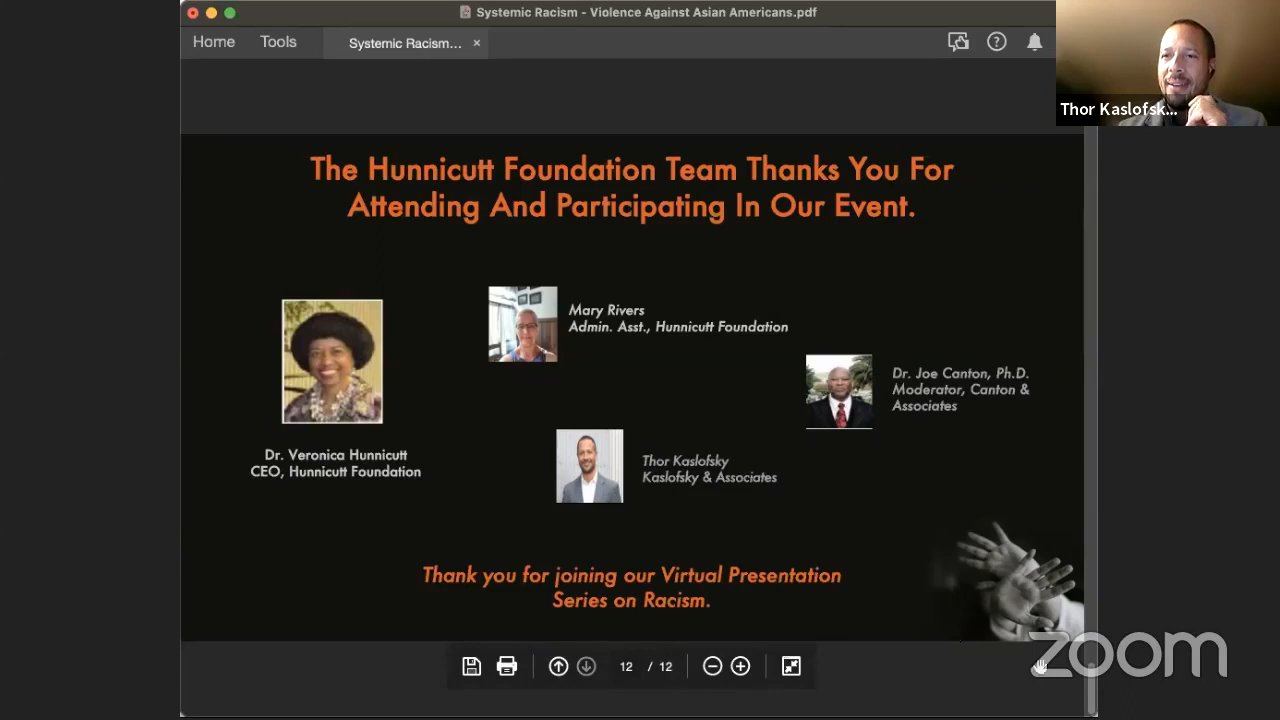 Systemic Racism - Violence Against Asian Americans.pdf
Home
Tools
Systemic Racism...
Thor Kaslofsk...
The Hunnicutt Foundation Team Thanks You For
Attending And Participating In Our Event.
Mary Rivers
Admin. Asst., Hunnicutt Foundation
Dr. Joe Canton, Ph.D.
Moderator, Canton &
Associates
Dr. Veronica Hunnicutt
CEO, Hunnicutt Foundation
Thor Kaslofsky
Kaslofsky & Associates
Thank you for joining our Virtual Presentation
Series on Racism.
12 / 12
zoom